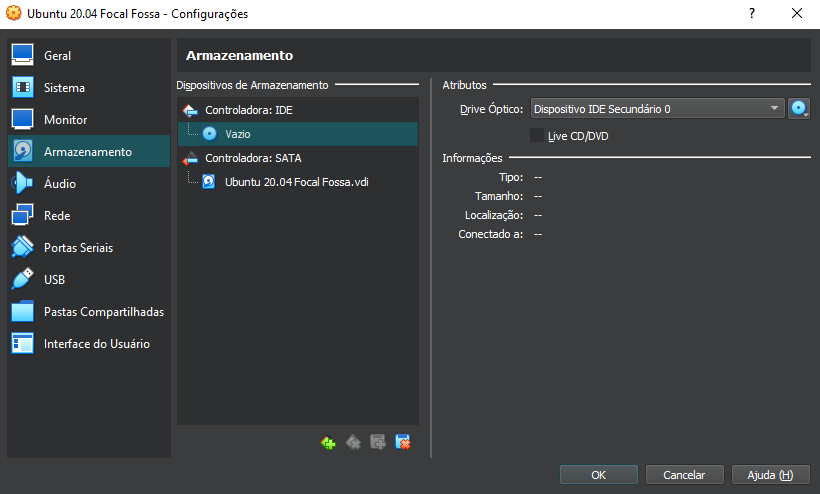 Ubuntu 20.04 Focal Fossa - Configurações
?
Geral
Sistema
Monitor
Armazenamento
Áudio
Rede
Portas Seriais
USB
Pastas Compartilhadas
Interface do Usuário
Armazenamento
Dispositivos de Armazenamento
Controladora: IDE
Vazio
Controladora: SATA
Ubuntu 20.04 Focal Fossa.vdi
Atributos
Drive Óptico: Dispositivo IDE Secundário 0
Live CD/DVD
Informações
Tipo: --
Tamanho: --
Localização: --
Conectado a: --
OK Cancelar Ajuda (H)